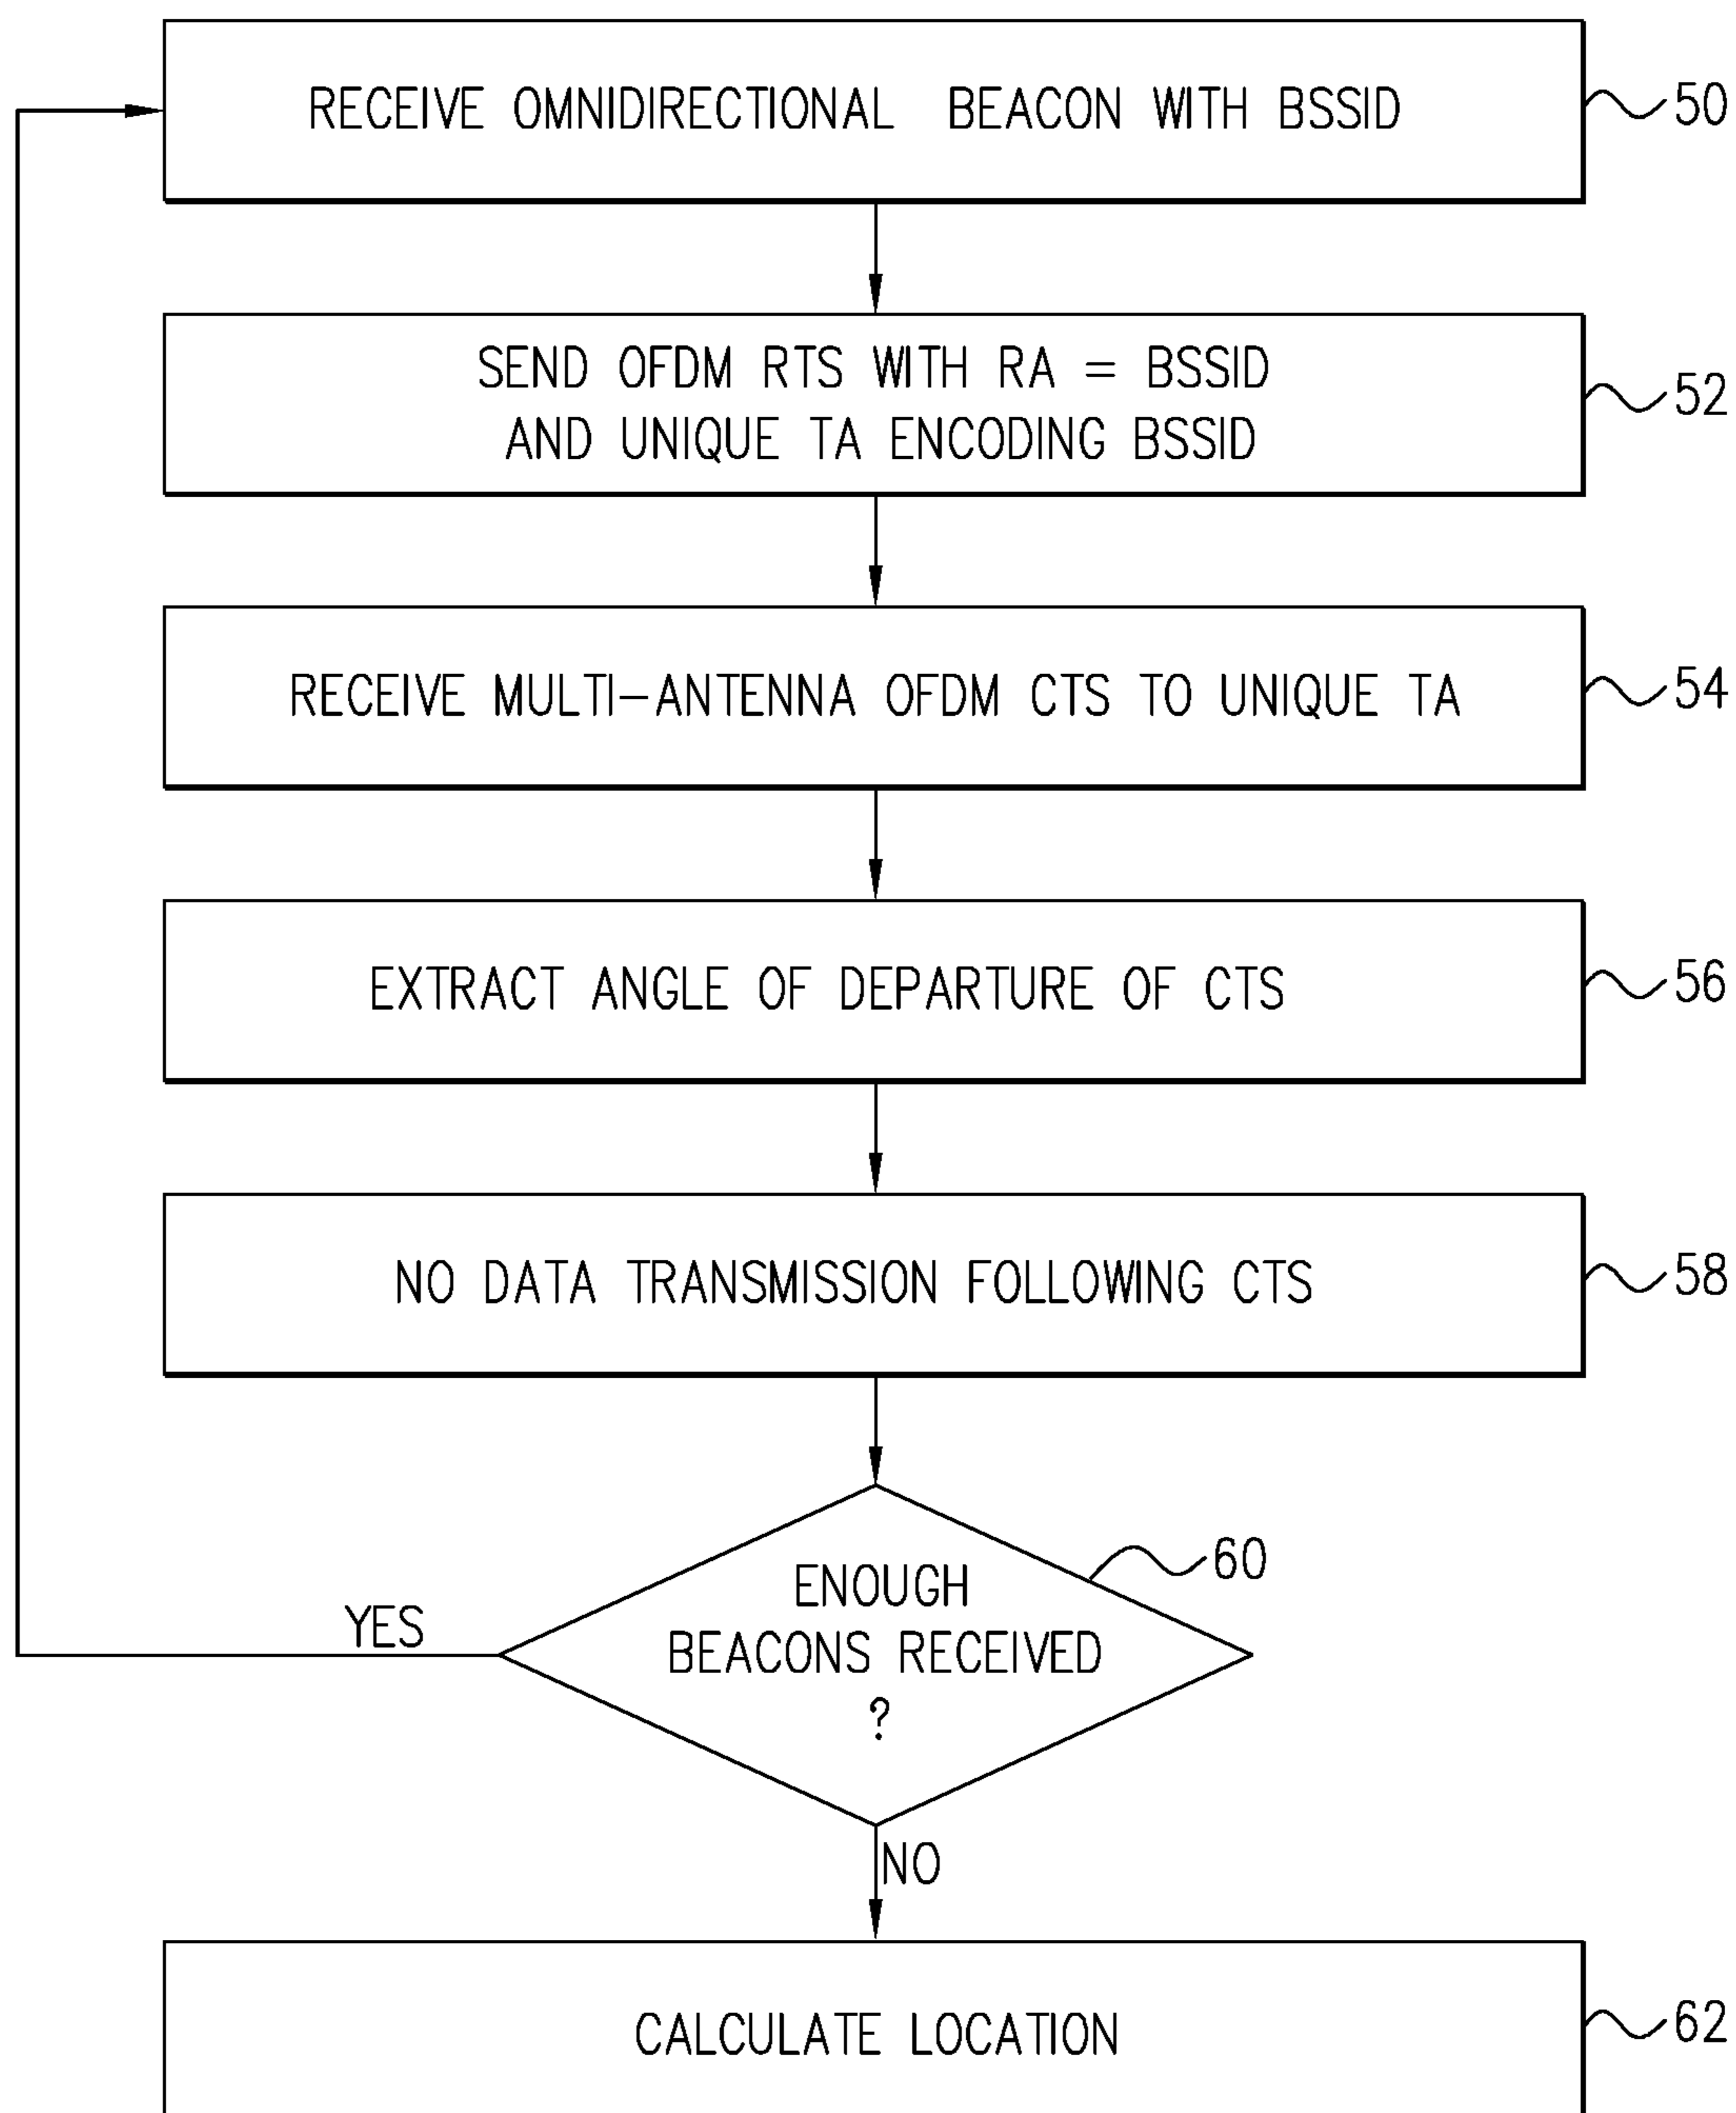 RECEIVE OMNIDIRECTIONAL BEACON WITH BSSID
50
SEND OFDM RTS WITH RA = BSSID
AND UNIQUE TA ENCODING BSSID
52
RECEIVE MULTI-ANTENNA OFDM CTS TO UNIQUE TA
54
EXTRACT ANGLE OF DEPARTURE OF CTS
56
NO DATA TRANSMISSION FOLLOWING CTS
58
ENOUGH
BEACONS RECEIVED
?
60
YES
NO
CALCULATE LOCATION
62